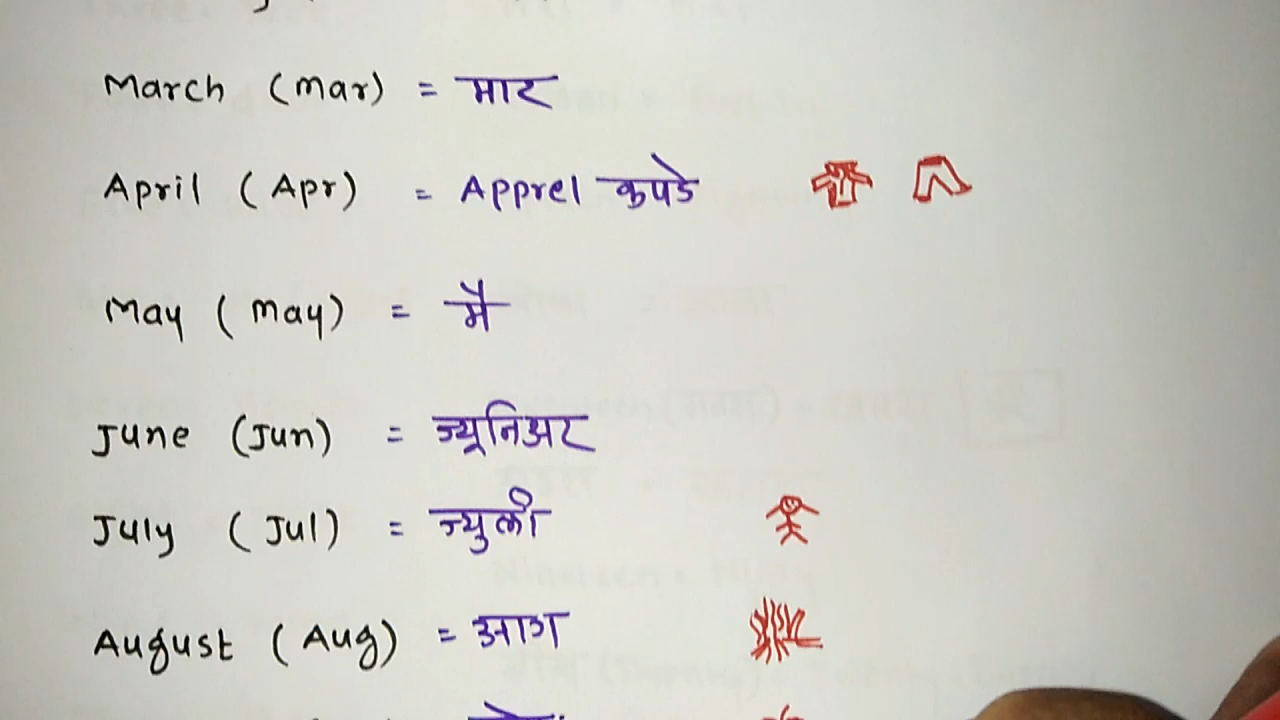 March (Mar) = मार
April (Apr) = Apprel कपडे
May (May) = मै
June (Jun) = ज्यूनिअर
July (Jul) = ज्युली
August (Aug) = आग